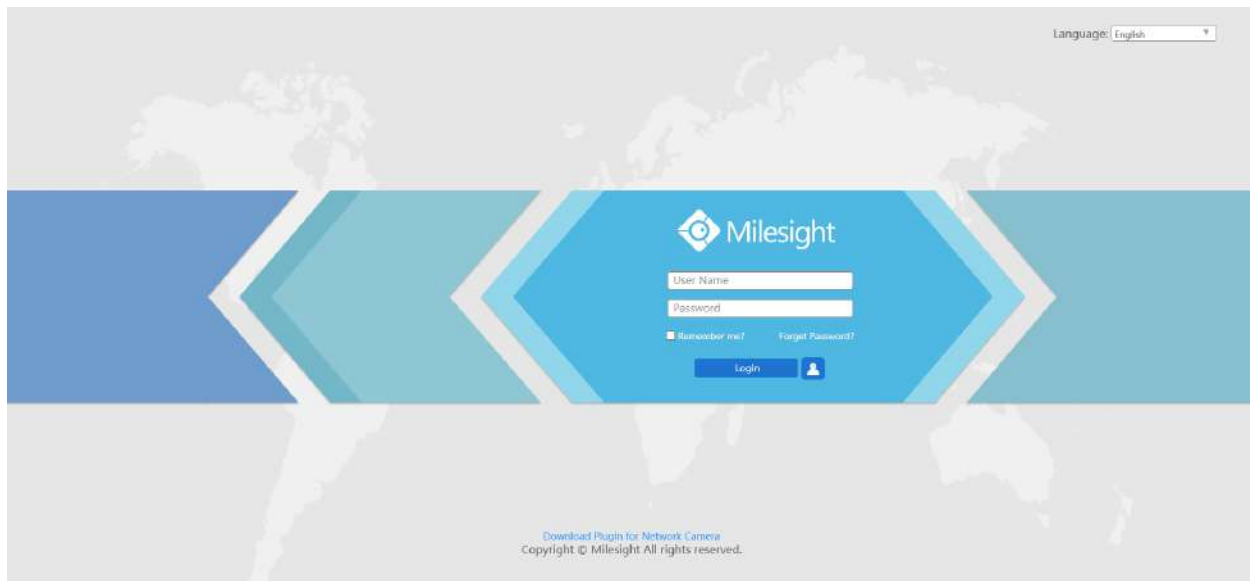 Language: English
Milesight
User Name
Password
Remember me? Forget Password?
Login
Download Plugin for Network Camera
Copyright © Milesight All rights reserved.